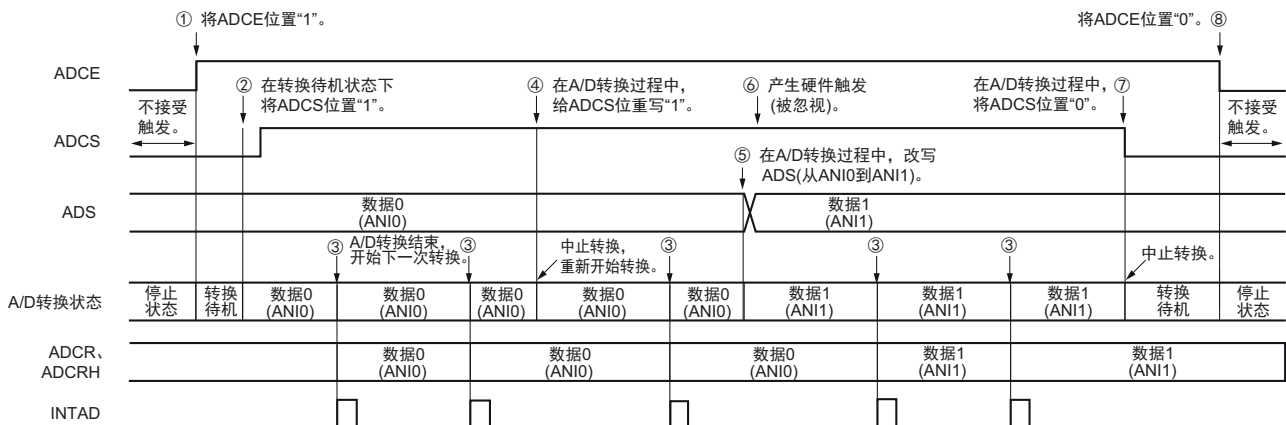 ① 将ADCE位置“1”。
将ADCE位置“0”。 ⑧
ADCE
② 在转换待机状态下
将ADCS位置“1”。
④ 在A/D转换过程中，
给ADCS位重写“1”。
⑥ 产生硬件触发
(被忽视)。
在A/D转换过程中， ⑦
将ADCS位置“0”。
不接受
触发。
不接受
触发。
ADCS
⑤ 在A/D转换过程中，改写
ADS(从ANI0到ANI1)。
ADS
数据0
(ANI0)
数据1
(ANI1)
③ A/D转换结束，
开始下一次转换。
③
中止转换，
重新开始转换。
③
③
③
中止转换。
A/D转换状态
停止
状态
转换
待机
数据0
(ANI0)
数据0
(ANI0)
数据0
(ANI0)
数据0
(ANI0)
数据0
(ANI0)
数据1
(ANI1)
数据1
(ANI1)
数据1
(ANI1)
转换
待机
停止
状态
ADCR、
ADCRH
数据0
(ANI0)
数据0
(ANI0)
数据0
(ANI0)
数据1
(ANI1)
数据1
(ANI1)
INTAD